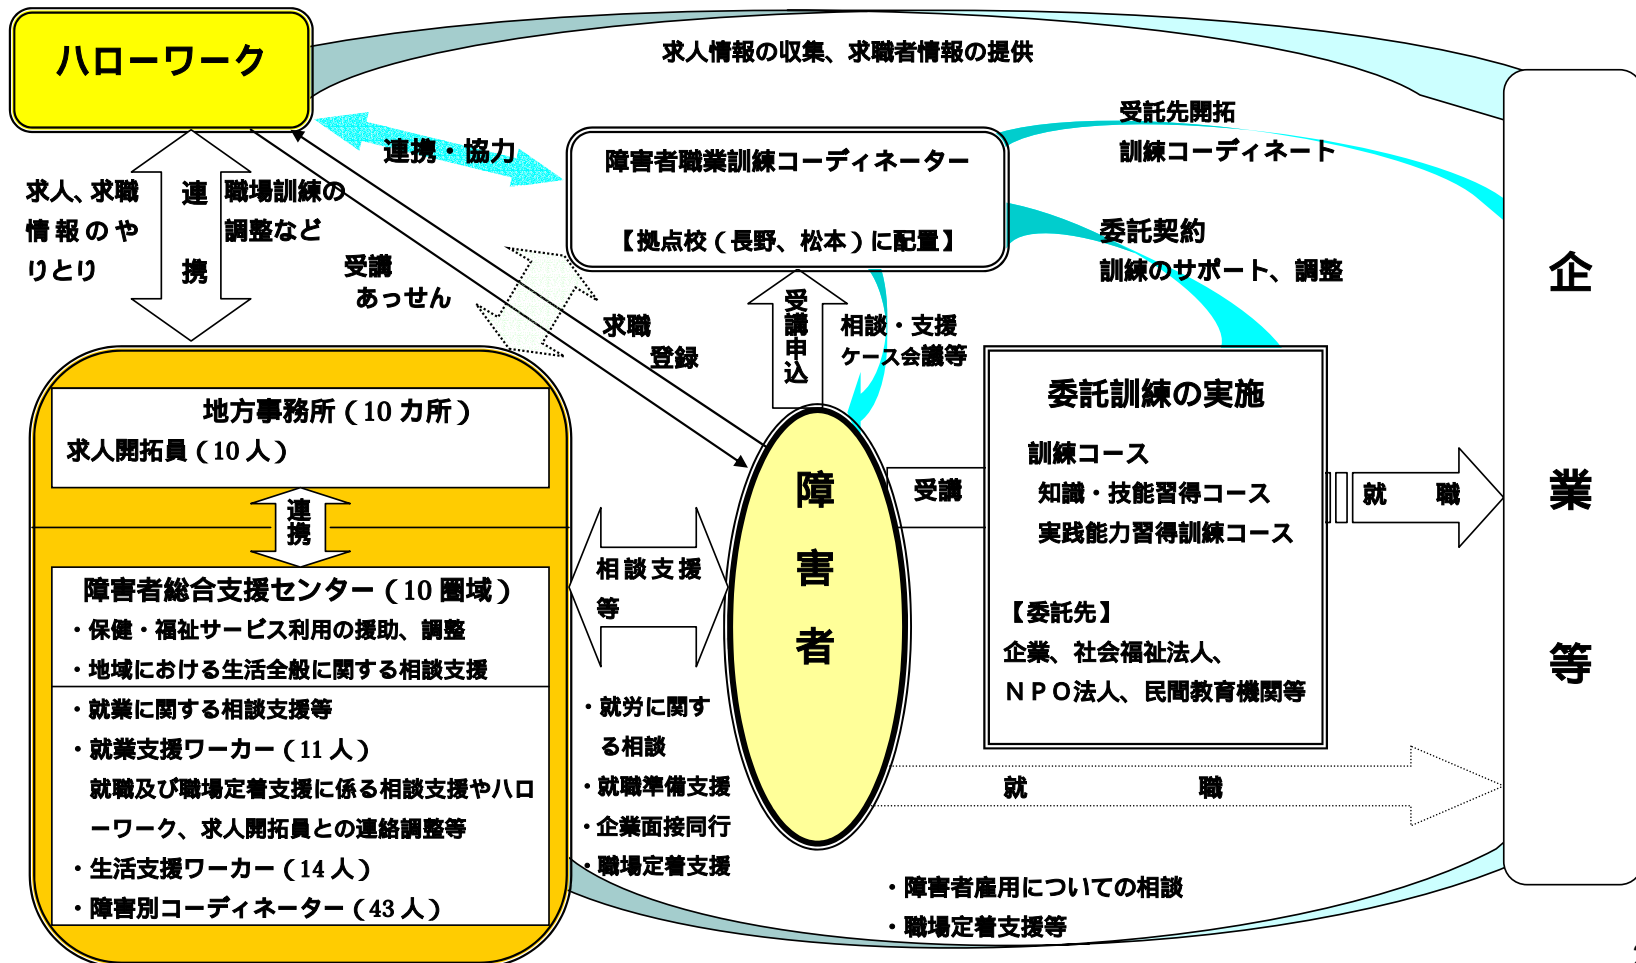 ハローワーク
求人情報の収集、求職者情報の提供
受託先開拓
訓練コーディネート
連携・協力
障害者職業訓練コーディネーター
【拠点校（長野、松本）に配置】
求人、求職
情報のや
りとり
連携
職場訓練の
調整など
受講
あっせん
求職
登録
受講申込
相談・支援
ケース会議等
委託契約
訓練のサポート、調整
企業等
地方事務所（10カ所）
求人開拓員（10人）
連携
障害者総合支援センター（10圏域）
・保健・福祉サービス利用の援助、調整
・地域における生活全般に関する相談支援
・就業に関する相談支援等
・就業支援ワーカー（11人）
就職及び職場定着支援に係る相談支援やハロ
ーワーク、求人開拓員との連絡調整等
・生活支援ワーカー（14人）
・障害別コーディネーター（43人）
相談支援
等
・就労に関す
る相談
・就職準備支援
・企業面接同行
・職場定着支援
障害者
受講
委託訓練の実施
訓練コース
知識・技能習得コース
実践能力習得訓練コース
【委託先】
企業、社会福祉法人、
ＮＰＯ法人、民間教育機関等
就職
就職
・障害者雇用についての相談
・職場定着支援等